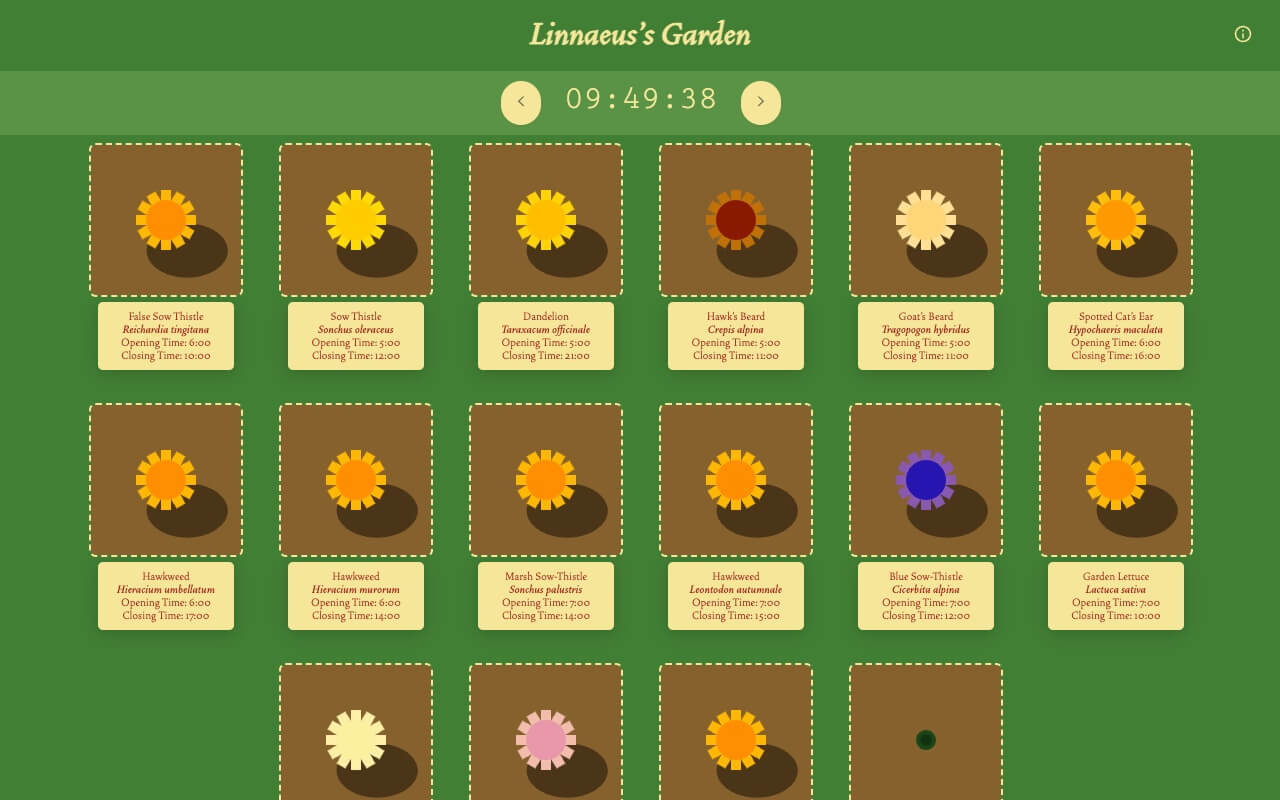 Linnaeus’s Garden
09:49:38
False Sow Thistle
Reichardia tingitana
Opening Time: 6:00
Closing Time: 10:00
Sow Thistle
Sonchus oleraceus
Opening Time: 5:00
Closing Time: 12:00
Dandelion
Taraxacum officinale
Opening Time: 5:00
Closing Time: 21:00
Hawk's Beard
Crepis alpina
Opening Time: 5:00
Closing Time: 11:00
Goat's Beard
Tragopogon hybridus
Opening Time: 5:00
Closing Time: 11:00
Spotted Cat's Ear
Hypochaeris maculata
Opening Time: 6:00
Closing Time: 16:00
Hawkweed
Hieracium umbellatum
Opening Time: 6:00
Closing Time: 17:00
Hawkweed
Hieracium murorum
Opening Time: 6:00
Closing Time: 14:00
Marsh Sow-Thistle
Sonchus palustris
Opening Time: 7:00
Closing Time: 14:00
Hawkweed
Leontodon autumnale
Opening Time: 7:00
Closing Time: 15:00
Blue Sow-Thistle
Cicerbita alpina
Opening Time: 7:00
Closing Time: 12:00
Garden Lettuce
Lactuca sativa
Opening Time: 7:00
Closing Time: 10:00